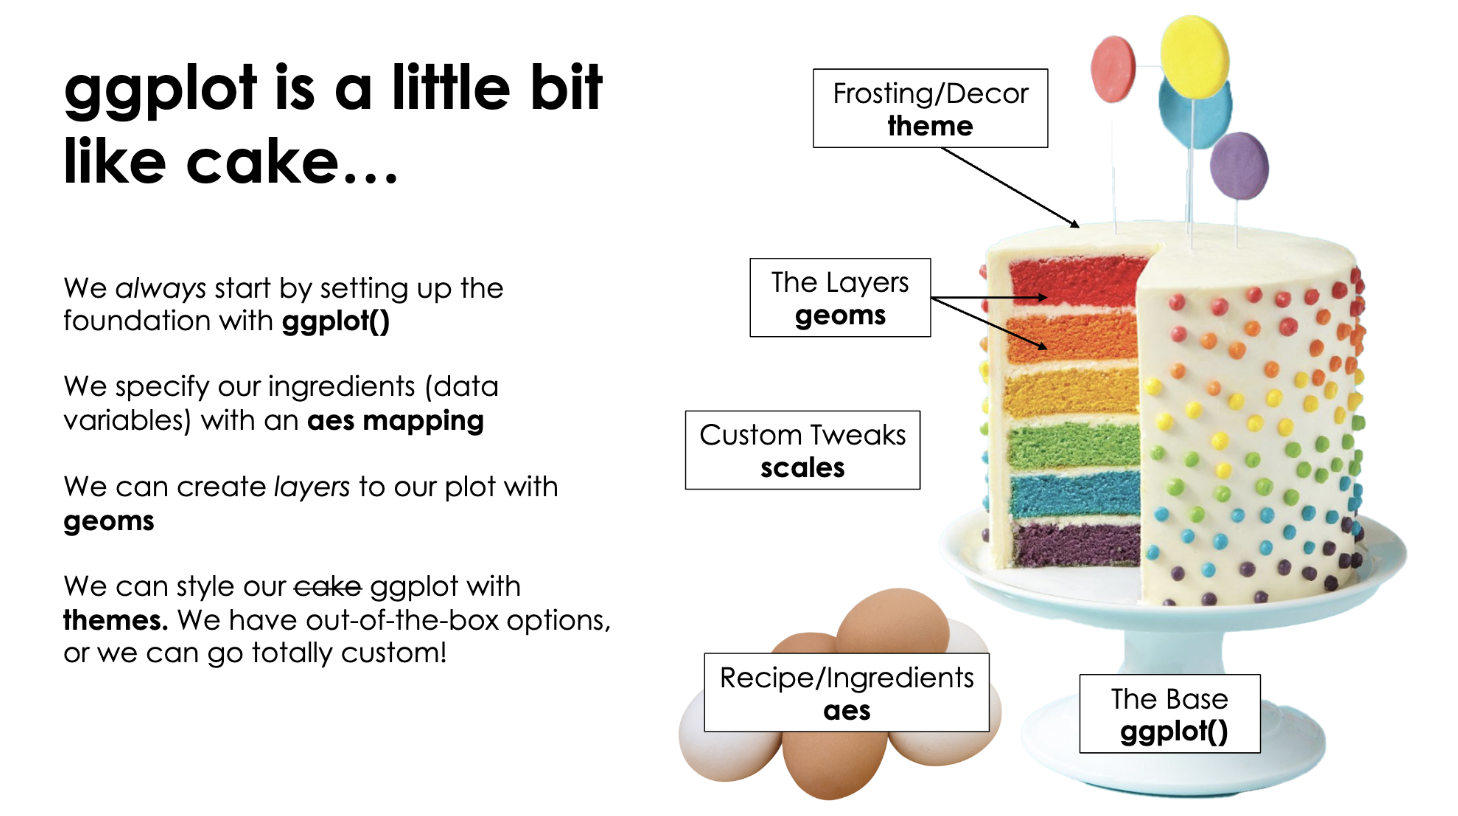 ggplot is a little bit
like cake...
We always start by setting up the
foundation with ggplot()
We specify our ingredients (data
variables) with an aes mapping
We can create layers to our plot with
geoms
We can style our cake ggplot with
themes. We have out-of-the-box options,
or we can go totally custom!
Frosting/Decor
theme
The Layers
geoms
Custom Tweaks
scales
Recipe/Ingredients
aes
The Base
ggplot()